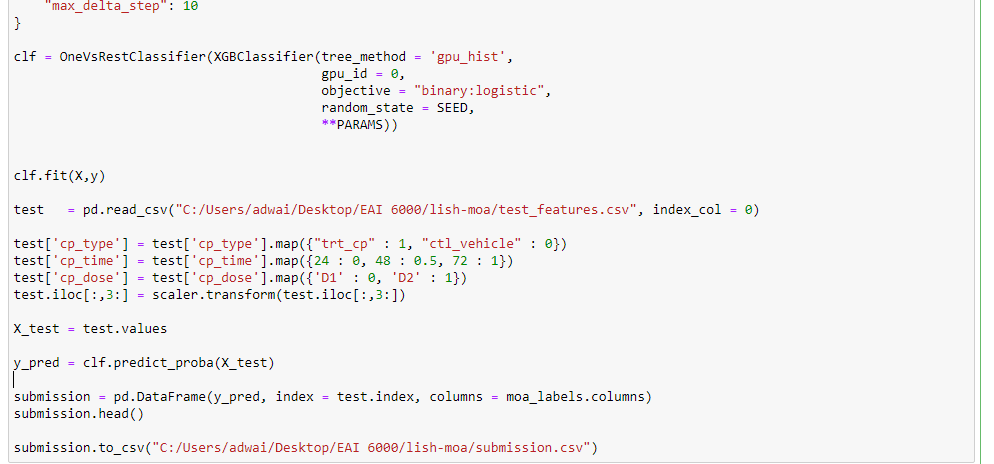 "max_delta_step": 10
}
clf = OneVsRestClassifier(XGBClassifier(tree_method = 'gpu_hist',
gpu_id = 0,
objective = "binary:logistic",
random_state = SEED,
**PARAMS))
clf.fit(X,y)
test   = pd.read_csv("C:/Users/adwai/Desktop/EAI 6000/lish-moa/test_features.csv", index_col = 0)
test['cp_type'] = test['cp_type'].map({"trt_cp" : 1, "ctl_vehicle" : 0})
test['cp_time'] = test['cp_time'].map({24 : 0, 48 : 0.5, 72 : 1})
test['cp_dose'] = test['cp_dose'].map({'D1' : 0, 'D2' : 1})
test.iloc[:,3:] = scaler.transform(test.iloc[:,3:])
X_test = test.values
y_pred = clf.predict_proba(X_test)
submission = pd.DataFrame(y_pred, index = test.index, columns = moa_labels.columns)
submission.head()
submission.to_csv("C:/Users/adwai/Desktop/EAI 6000/lish-moa/submission.csv")